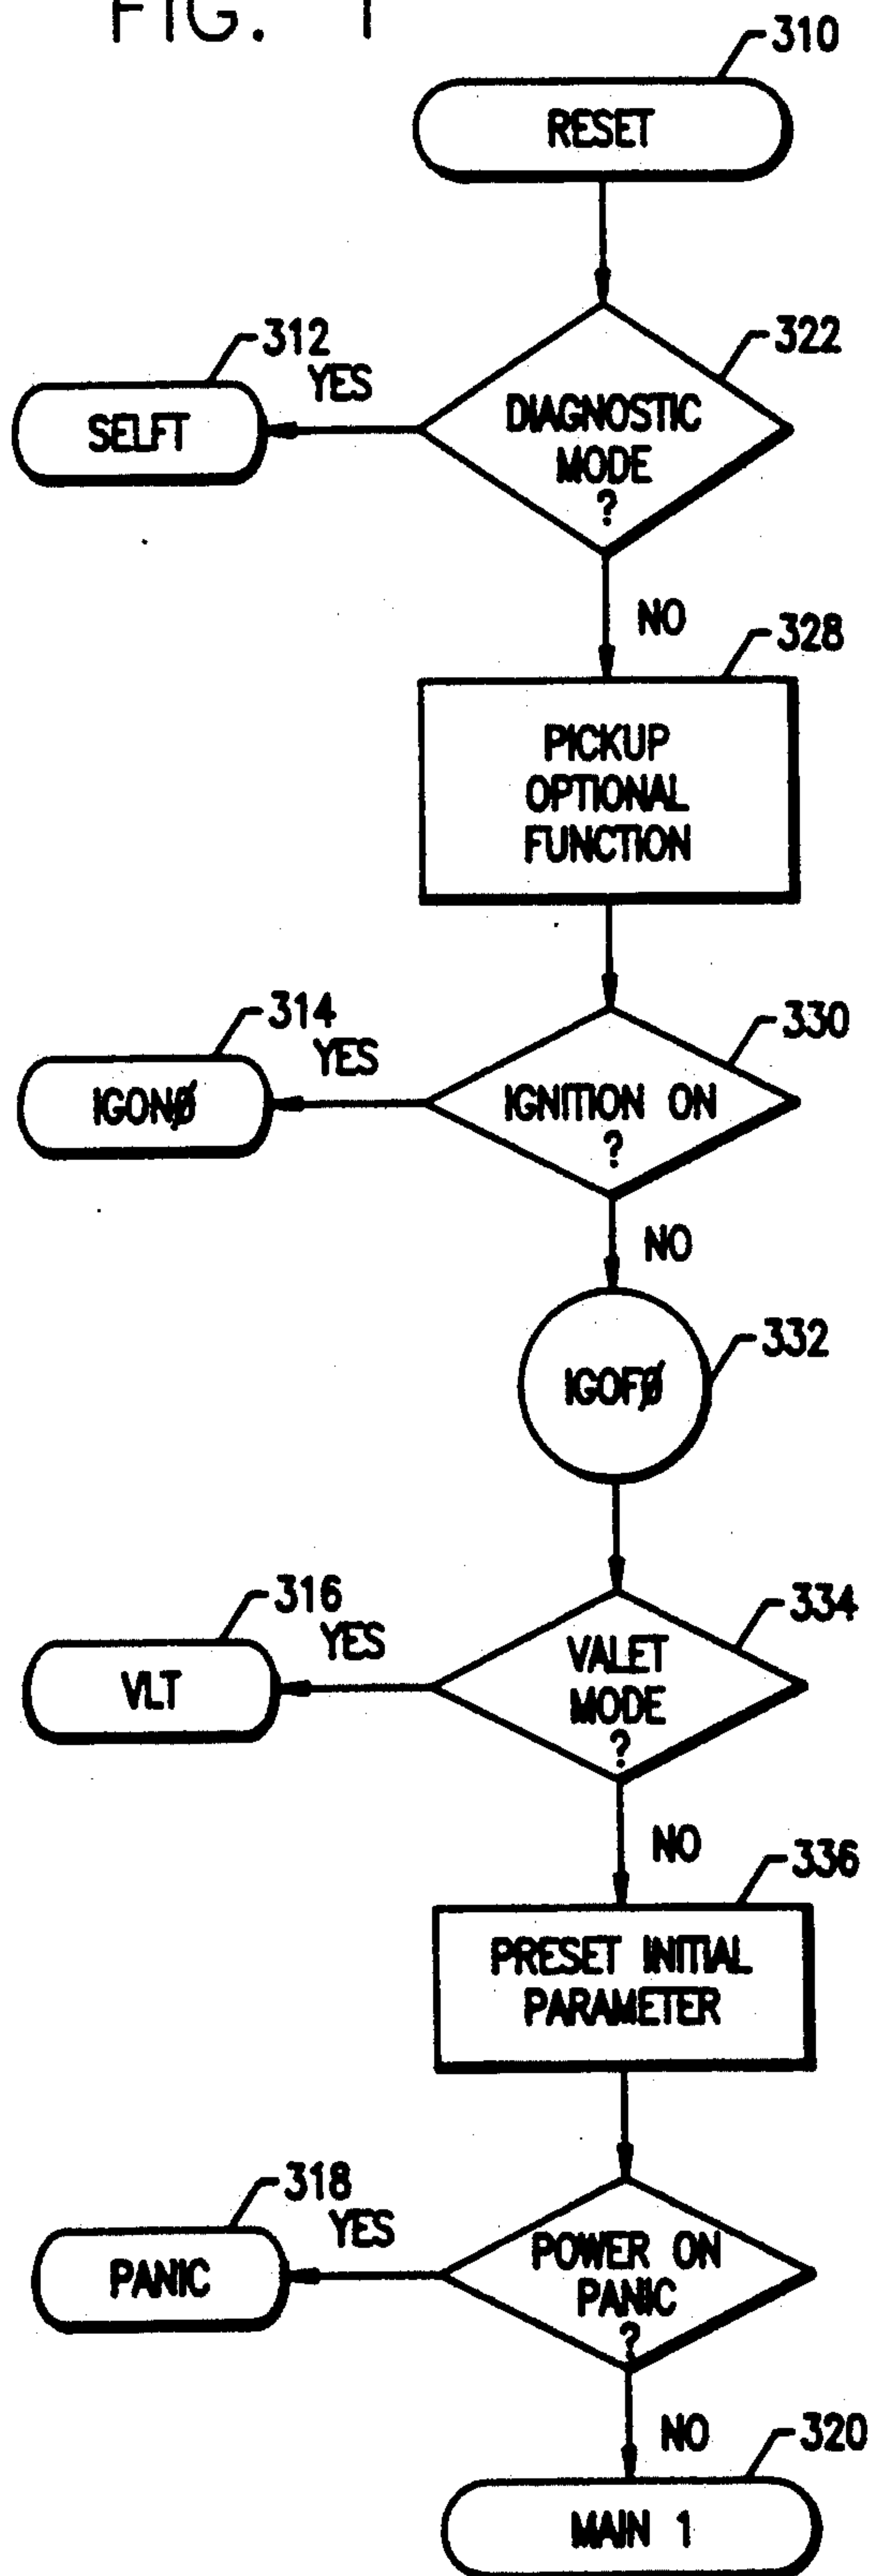 FIG. 1
310
RESET
312
YES
322
SELFT
DIAGNOSTIC
MODE
?
NO
328
PICKUP
OPTIONAL
FUNCTION
314
YES
330
IGONØ
IGNITION ON
?
NO
332
IGOFØ
316
YES
334
VLT
VALET
MODE
?
NO
336
PRESET INITIAL
PARAMETER
318
YES
PANIC
POWER ON
PANIC
?
NO
320
MAIN 1